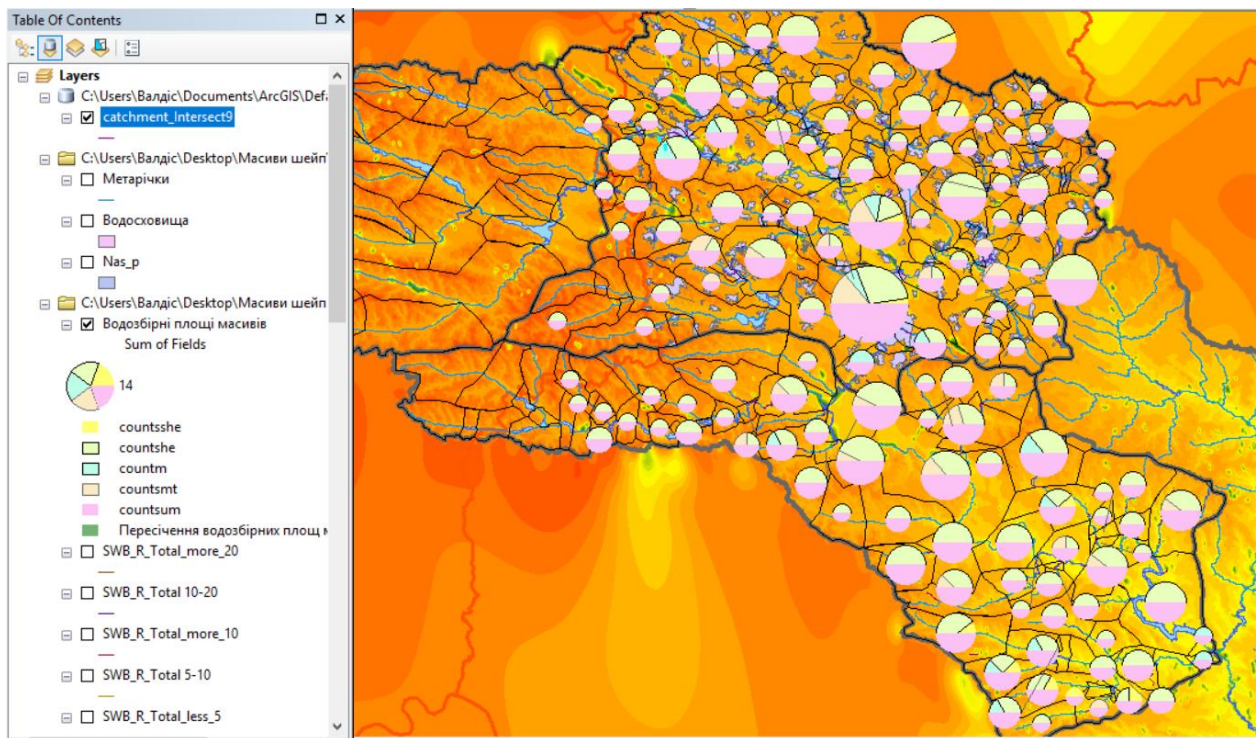 Table Of Contents
Layers
C:\Users\Валдіс\Documents\ArcGIS\Defa
catchment_Intersect9
C:\Users\Валдіс\Desktop\Масиви шейп
Метарічки
Водосховища
Nas_p
C:\Users\Валдіс\Desktop\Масиви шейп
Водозбірні площі масивів
Sum of Fields
14
countsshe
countshe
countm
countsmt
countsum
Пересічення водозбірних площ м
SWB_R_Total_more_20
SWB_R_Total 10-20
SWB_R_Total_more_10
SWB_R_Total 5-10
SWB_R_Total_less_5